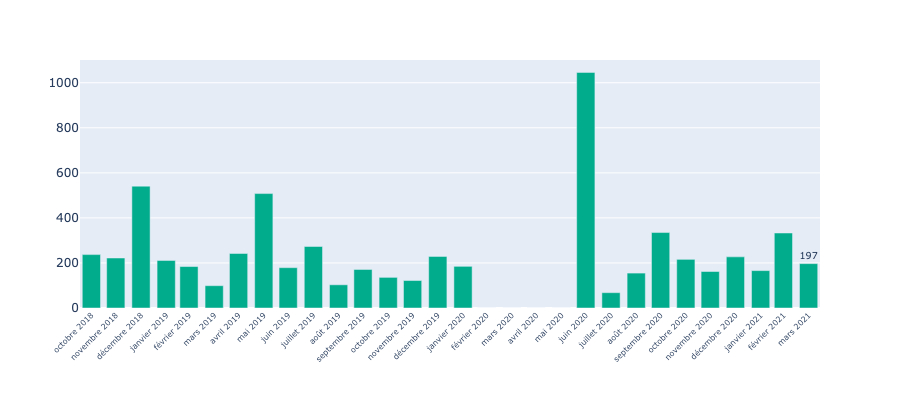 1000
800
600
400
200
0
197
octobre 2018
novembre 2018
décembre 2018
janvier 2019
février 2019
mars 2019
avril 2019
mai 2019
juin 2019
juillet 2019
août 2019
septembre 2019
octobre 2019
novembre 2019
décembre 2019
janvier 2020
février 2020
mars 2020
avril 2020
mai 2020
juin 2020
juillet 2020
août 2020
septembre 2020
octobre 2020
novembre 2020
décembre 2020
janvier 2021
février 2021
mars 2021